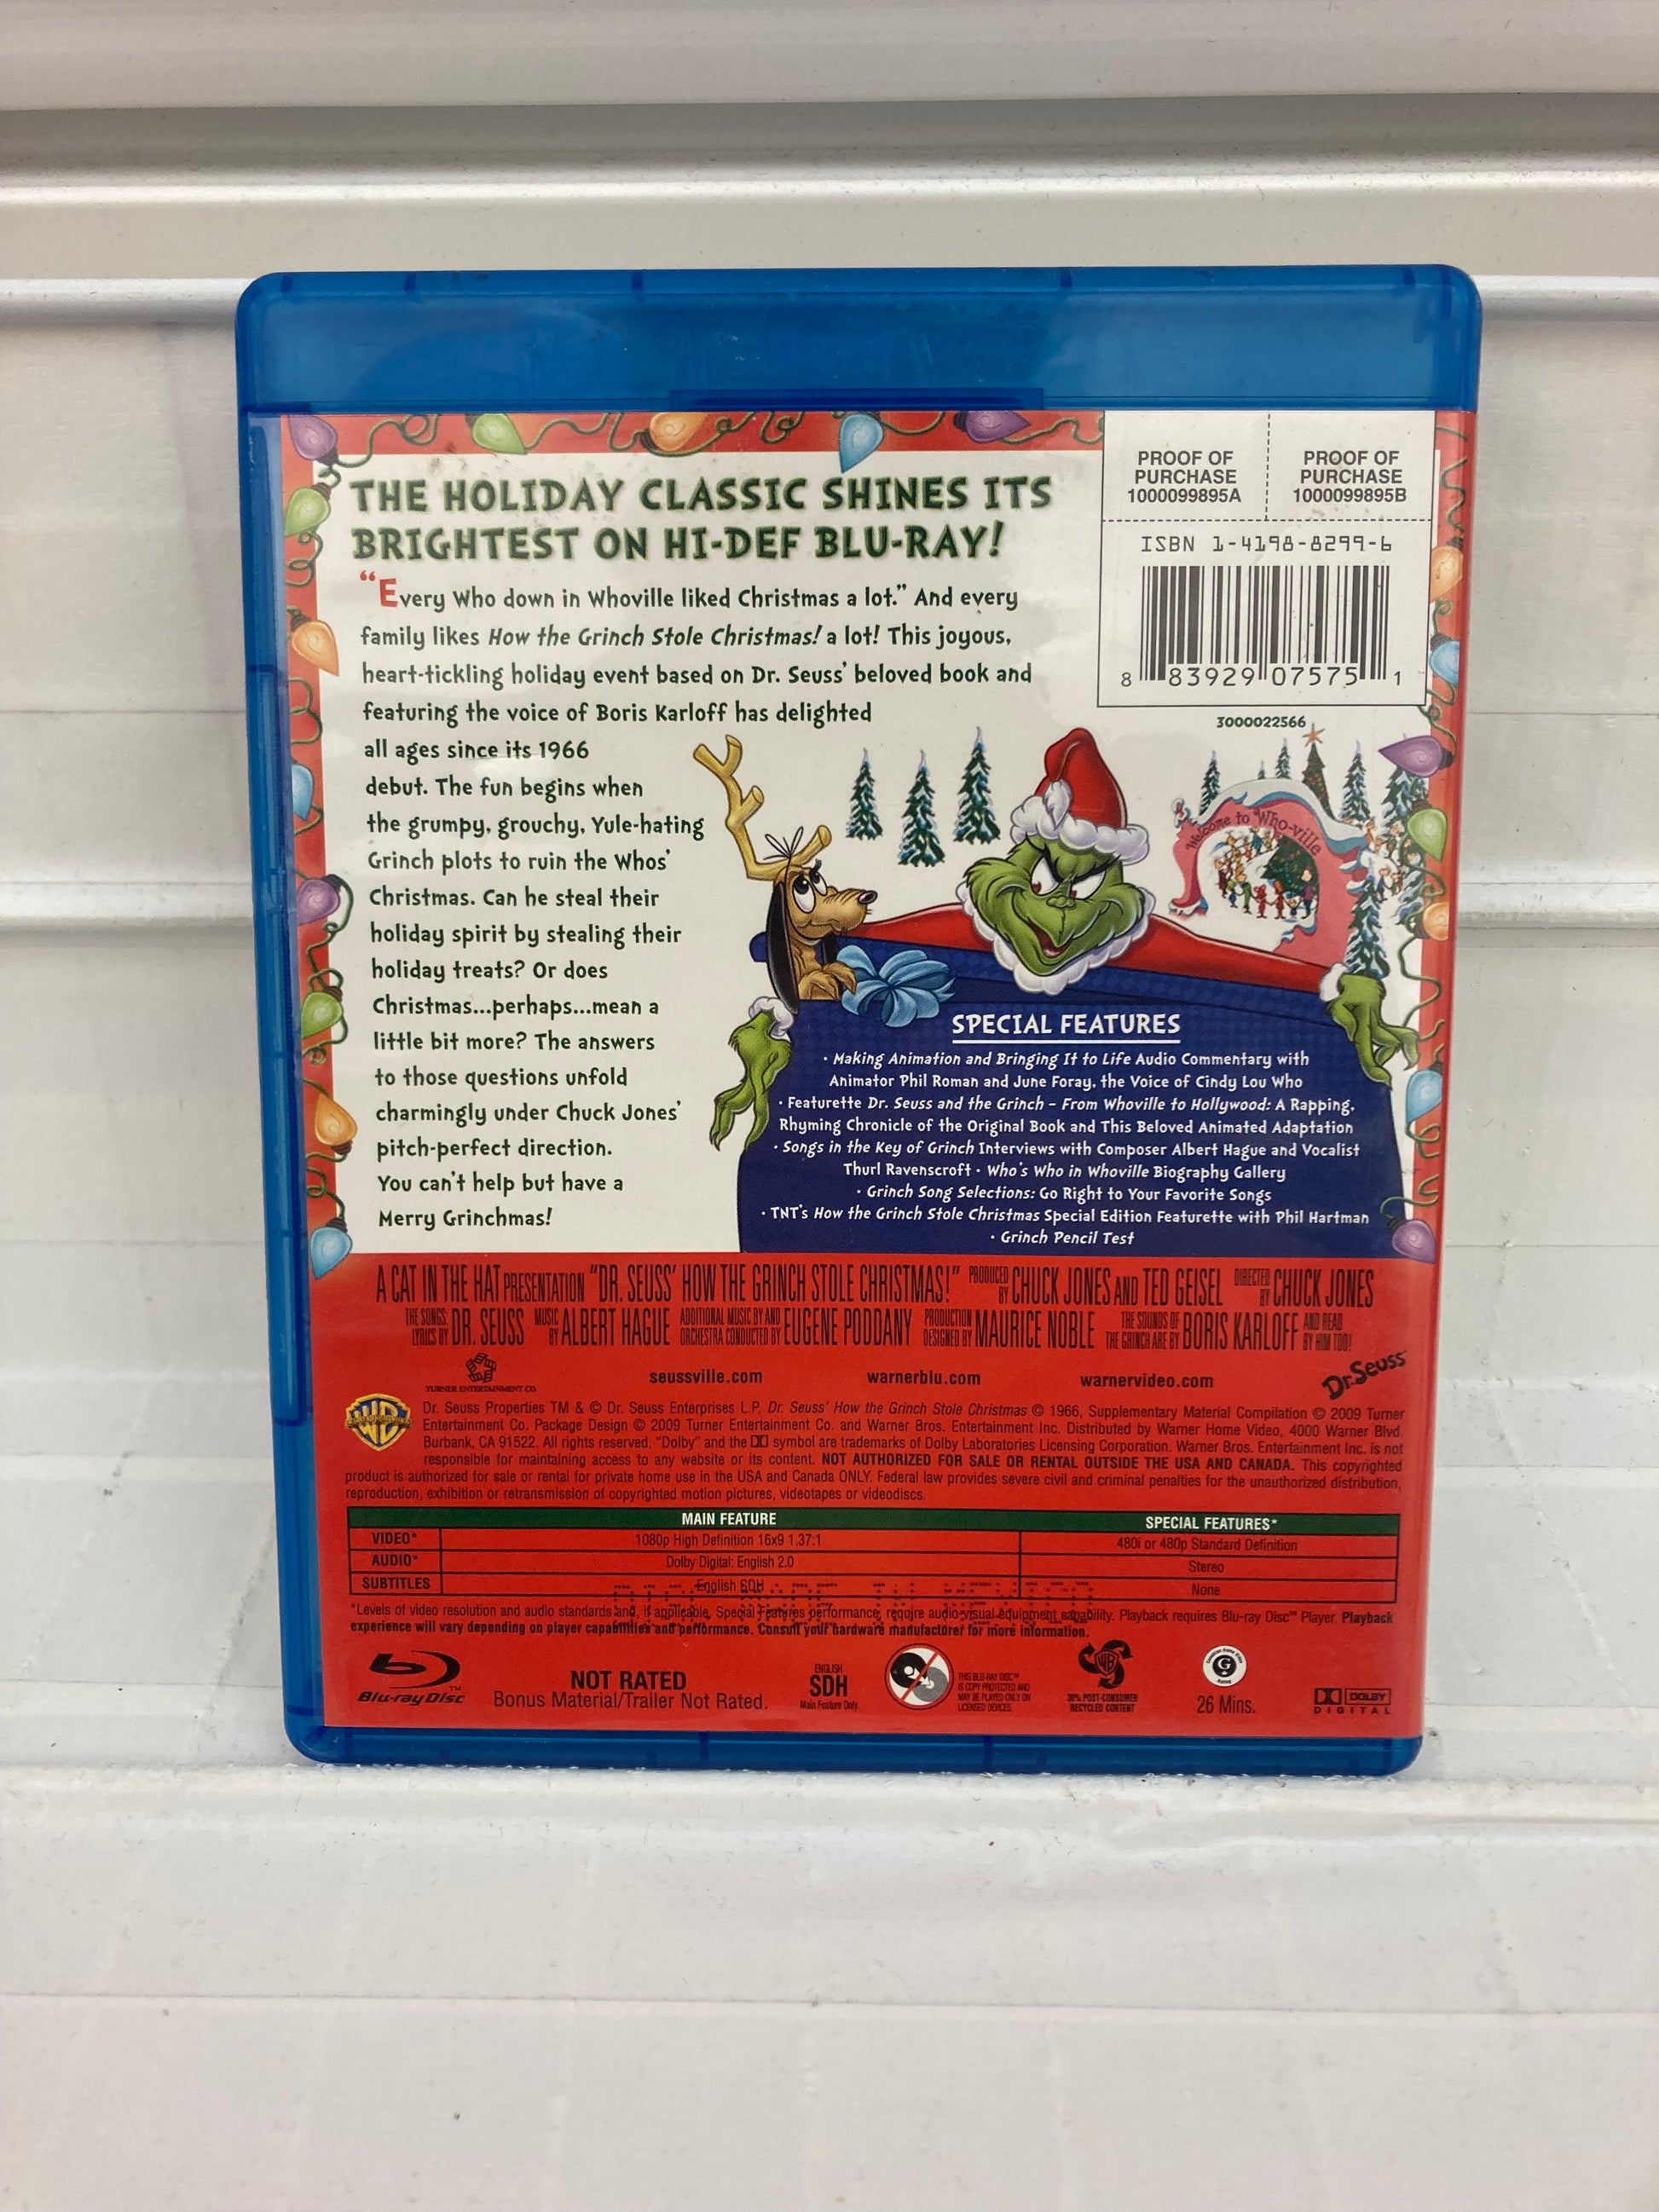 THE HOLIDAY CLASSIC SHINES ITS
BRIGHTEST ON HI-DEF BLU-RAY!
"Every Who down in Whoville liked Christmas a lot." And every
family likes How the Grinch Stole Christmas! a lot! This joyous,
heart-tickling holiday event based on Dr. Seuss' beloved book and
featuring the voice of Boris Karloff has delighted
all ages since its 1966
debut. The fun begins when
the grumpy, grouchy, Yule-hating
Grinch plots to ruin the Whos'
Christmas. Can he steal their
holiday spirit by stealing their
holiday treats? Or does
Christmas...perhaps...mean a
little bit more? The answers
to those questions unfold
charmingly under Chuck Jones'
pitch-perfect direction.
You can't help but have a
Merry Grinchmas!
PROOF OF
PURCHASE
1000099895A
PROOF OF
PURCHASE
1000099895B
ISBN 1-4198-8299-6
8 83929 07575 1
3000022566
Welcome to Who-ville
SPECIAL FEATURES
• Making Animation and Bringing It to Life Audio Commentary with
Animator Phil Roman and June Foray, the Voice of Cindy Lou Who
• Featurette Dr. Seuss and the Grinch – From Whoville to Hollywood: A Rapping,
Rhyming Chronicle of the Original Book and This Beloved Animated Adaptation
• Songs in the Key of Grinch Interviews with Composer Albert Hague and Vocalist
Thurl Ravenscroft • Who's Who in Whoville Biography Gallery
• Grinch Song Selections: Go Right to Your Favorite Songs
• TNT's How the Grinch Stole Christmas Special Edition Featurette with Phil Hartman
• Grinch Pencil Test
A CAT IN THE HAT PRESENTATION "DR. SEUSS' HOW THE GRINCH STOLE CHRISTMAS!" PRODUCED BY CHUCK JONES AND TED GEISEL DIRECTED BY CHUCK JONES
THE SONGS: LYRICS BY DR. SEUSS MUSIC BY ALBERT HAGUE ADDITIONAL MUSIC BY AND ORCHESTRA CONDUCTED BY EUGENE PODDANY PRODUCTION DESIGNED BY MAURICE NOBLE THE SOUNDS OF THE GRINCH ARE BY BORIS KARLOFF AND READ BY HIM TOO!
TURNER ENTERTAINMENT CO.
seussville.com
warnerblu.com
warnervideo.com
Dr. Seuss
WB
Dr. Seuss Properties TM & © Dr. Seuss Enterprises L.P. Dr. Seuss' How the Grinch Stole Christmas © 1966, Supplementary Material Compilation © 2009 Turner
Entertainment Co. Package Design © 2009 Turner Entertainment Co. and Warner Bros. Entertainment Inc. Distributed by Warner Home Video, 4000 Warner Blvd.
Burbank, CA 91522. All rights reserved. "Dolby" and the DD symbol are trademarks of Dolby Laboratories Licensing Corporation. Warner Bros. Entertainment Inc. is not
responsible for maintaining access to any website or its content. NOT AUTHORIZED FOR SALE OR RENTAL OUTSIDE THE USA AND CANADA. This copyrighted
product is authorized for sale or rental for private home use in the USA and Canada ONLY. Federal law provides severe civil and criminal penalties for the unauthorized distribution,
reproduction, exhibition or retransmission of copyrighted motion pictures, videotapes or videodiscs.
MAIN FEATURE SPECIAL FEATURES*
VIDEO* 1080p High Definition 16x9 1.37:1 480i or 480p Standard Definition
AUDIO* Dolby Digital: English 2.0 Stereo
SUBTITLES English SDH None
*Levels of video resolution and audio standards and, if applicable, Special Features performance, require audio-visual equipment capability. Playback requires Blu-ray Disc™ Player. Playback
experience will vary depending on player capabilities and performance. Consult your hardware manufacturer for more information.
Blu-ray Disc™
NOT RATED
Bonus Material/Trailer Not Rated.
ENGLISH
SDH
Main Feature Only.
THIS BLU-RAY DISC™
IS COPY PROTECTED AND
MAY BE PLAYED ONLY ON
LICENSED DEVICES
WB
30% POST-CONSUMER
RECYCLED CONTENT
G
26 Mins.
DOLBY
DIGITAL